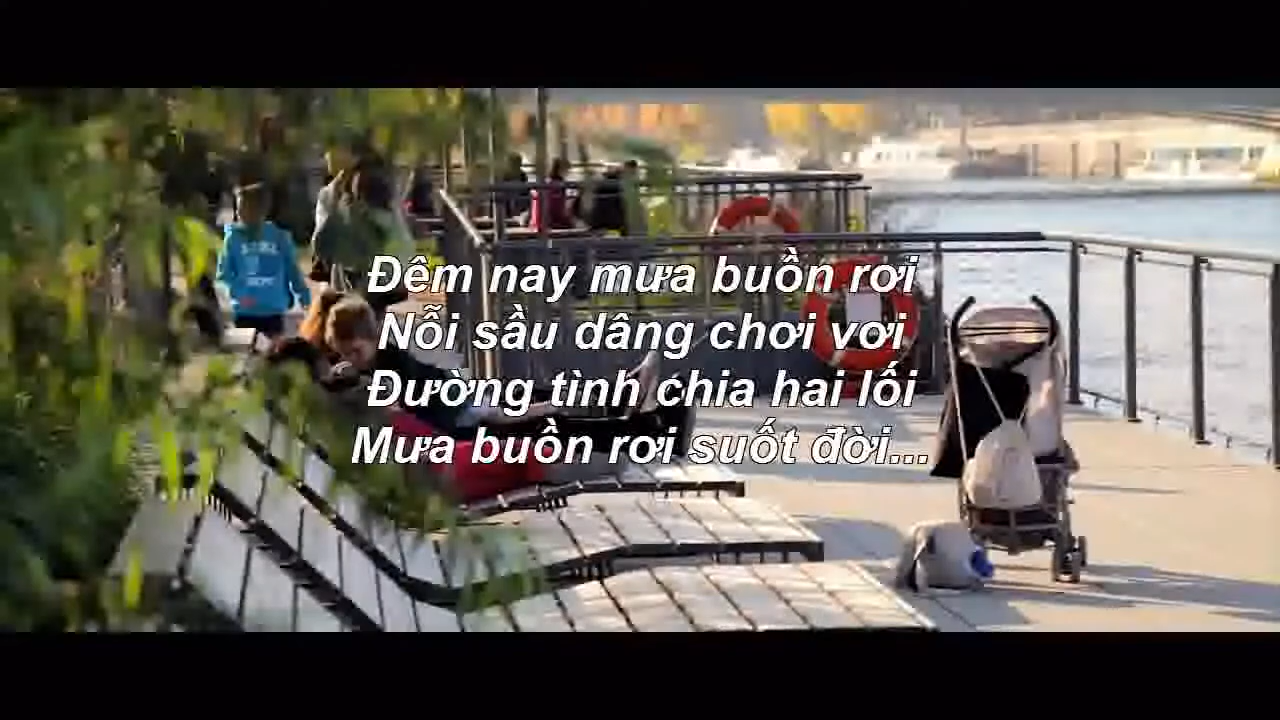 Đêm nay mưa buồn rơi
Nỗi sầu dâng chơi vơi
Đường tình chia hai lối
Mưa buồn rơi suốt đời...